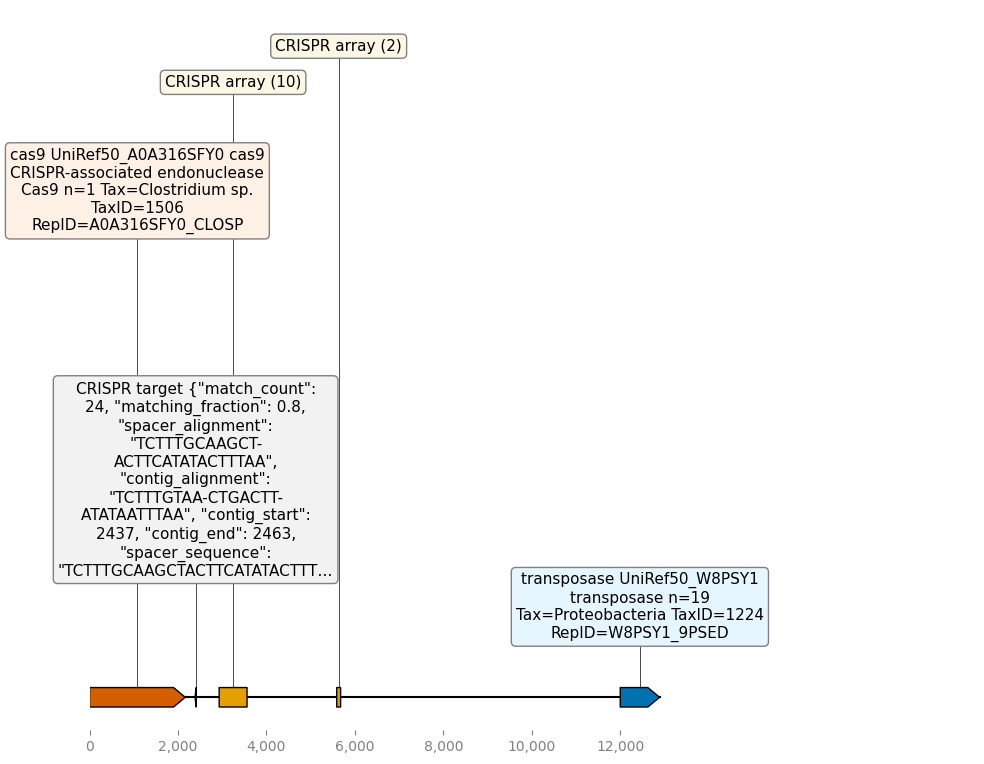 CRISPR array (2)
CRISPR array (10)
cas9 UniRef50_A0A316SFY0 cas9
CRISPR-associated endonuclease
Cas9 n=1 Tax=Clostridium sp.
TaxID=1506
RepID=A0A316SFY0_CLOSP
CRISPR target {"match_count":
24, "matching_fraction": 0.8,
"spacer_alignment":
"TCTTTGCAAGCT-
ACTTCATATACTTTAA",
"contig_alignment":
"TCTTTGTAA-CTGACTT-
ATATAATTTAA", "contig_start":
2437, "contig_end": 2463,
"spacer_sequence":
"TCTTTGCAAGCTACTTCATATACTTT...
transposase UniRef50_W8PSY1
transposase n=19
Tax=Proteobacteria TaxID=1224
RepID=W8PSY1_9PSED
0 2,000 4,000 6,000 8,000 10,000 12,000